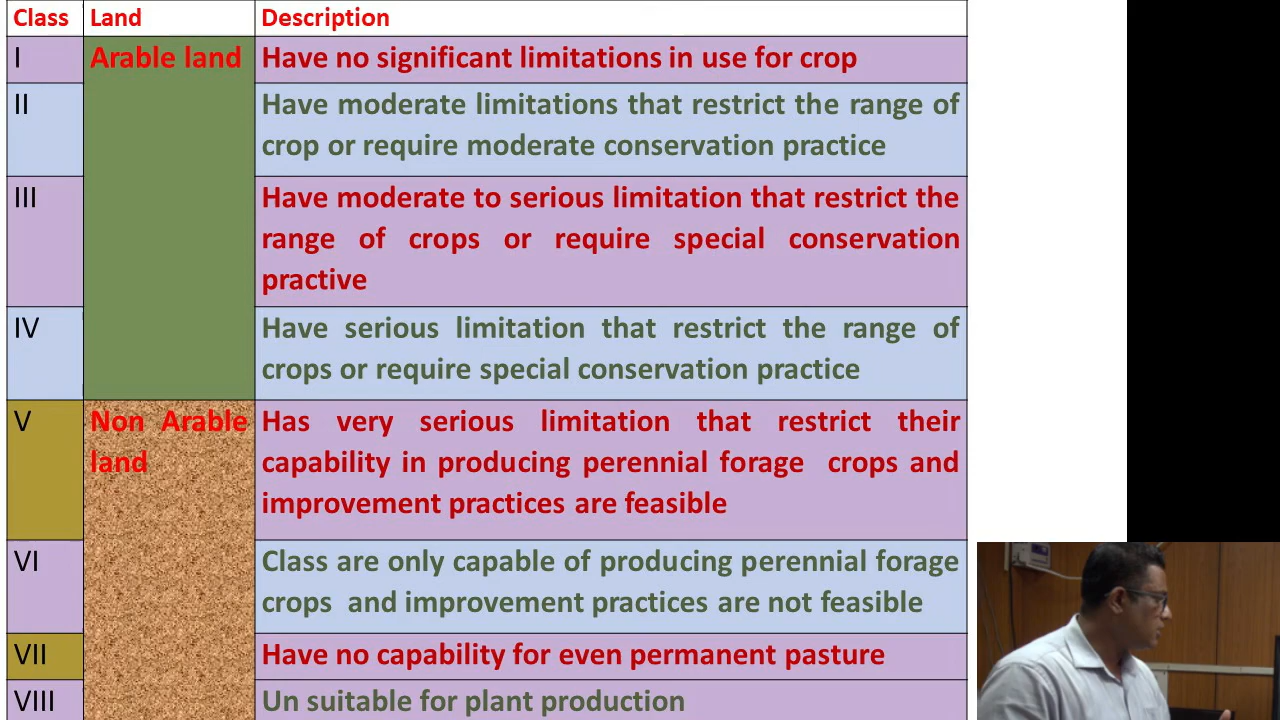 Class Land Description
I Arable land Have no significant limitations in use for crop
II Have moderate limitations that restrict the range of
crop or require moderate conservation practice
III Have moderate to serious limitation that restrict the
range of crops or require special conservation
practive
IV Have serious limitation that restrict the range of
crops or require special conservation practice
V Non Arable Has very serious limitation that restrict their
land capability in producing perennial forage crops and
improvement practices are feasible
VI Class are only capable of producing perennial forage
crops and improvement practices are not feasible
VII Have no capability for even permanent pasture
VIII Un suitable for plant production